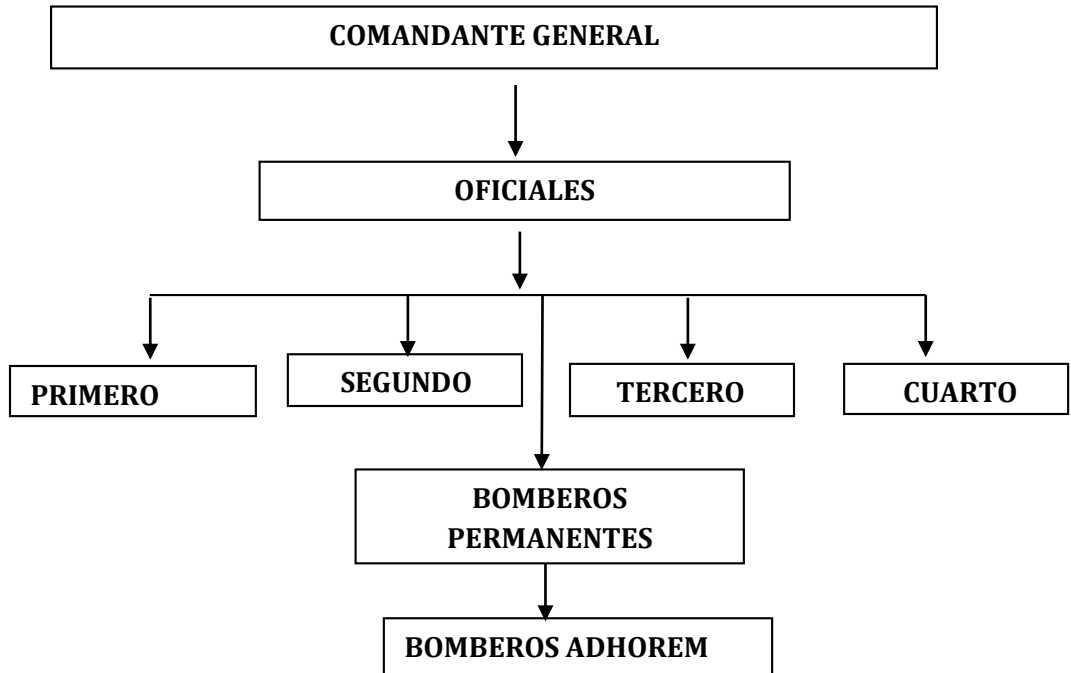 COMANDANTE GENERAL
OFICIALES
PRIMERO
SEGUNDO
TERCERO
CUARTO
BOMBEROS
PERMANENTES
BOMBEROS ADHOREM